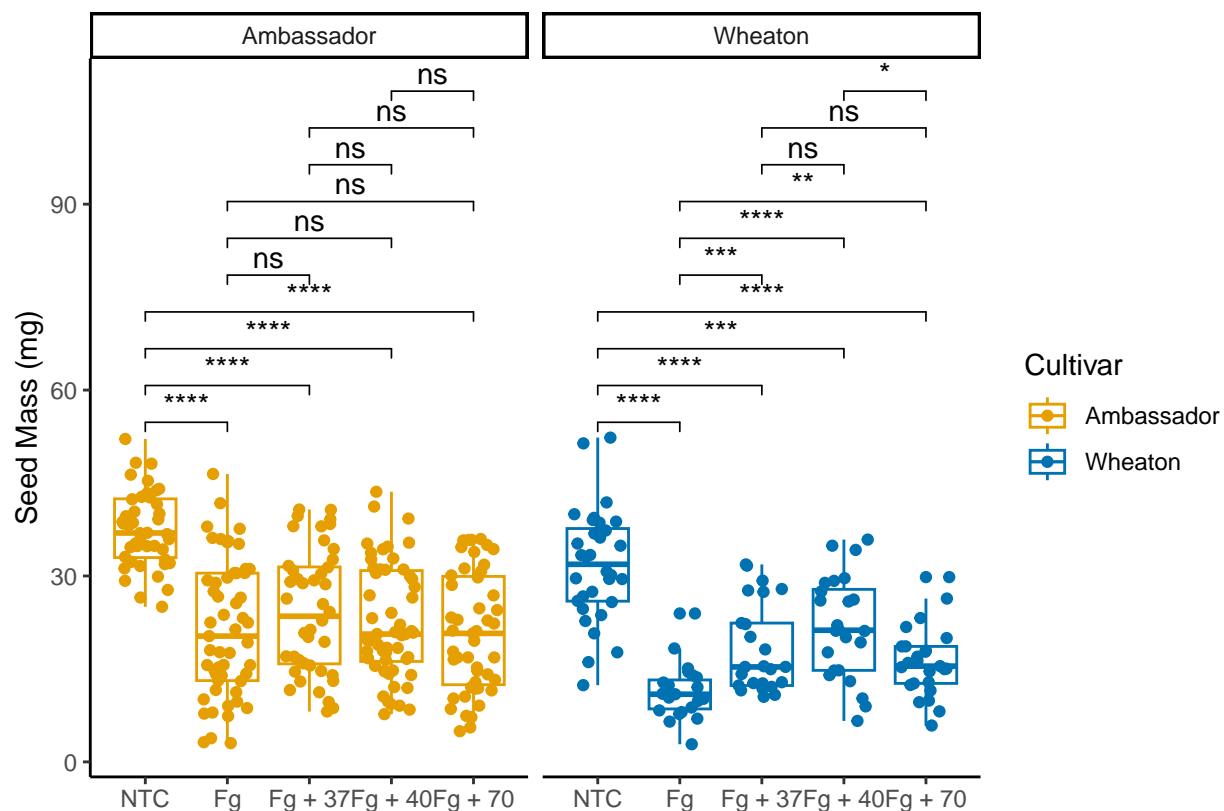 Ambassador Wheaton
ns *
ns ns
ns ns
ns **
ns ****
ns ***
**** ****
**** ***
**** ****
**** ****
90
60
30
0
Seed Mass (mg)
NTC Fg Fg + 37 Fg + 40 Fg + 70 NTC Fg Fg + 37 Fg + 40 Fg + 70
Cultivar
Ambassador
Wheaton